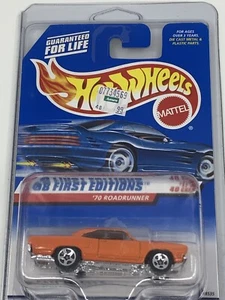 GUARANTEED
FOR LIFE
FOR AGES
OVER 3 YEARS.
DIE CAST METAL &
PLASTIC PARTS
Hot Wheels
MATTEL
FIRST EDITIONS
'70 ROADRUNNER